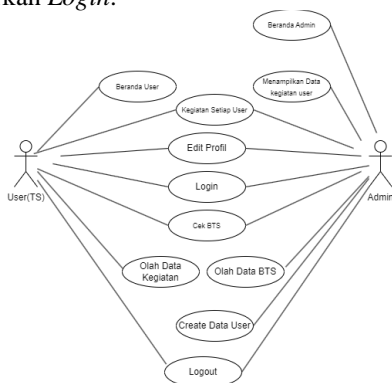 kan Login.
Beranda Admin
Beranda User
Menampilkan Data
kegiatan user
Kegiatan Setiap User
Edit Profil
User(TS)
Admin
Login
Cek BTS
Olah Data
Kegiatan
Olah Data BTS
Create Data User
Logout